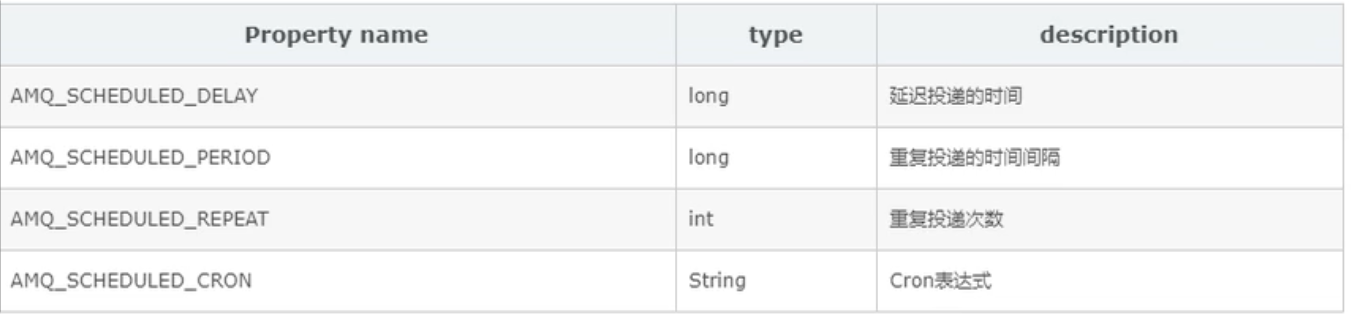 Property name type description
AMQ_SCHEDULED_DELAY long 延迟投递的时间
AMQ_SCHEDULED_PERIOD long 重复投递的时间间隔
AMQ_SCHEDULED_REPEAT int 重复投递次数
AMQ_SCHEDULED_CRON String Cron表达式